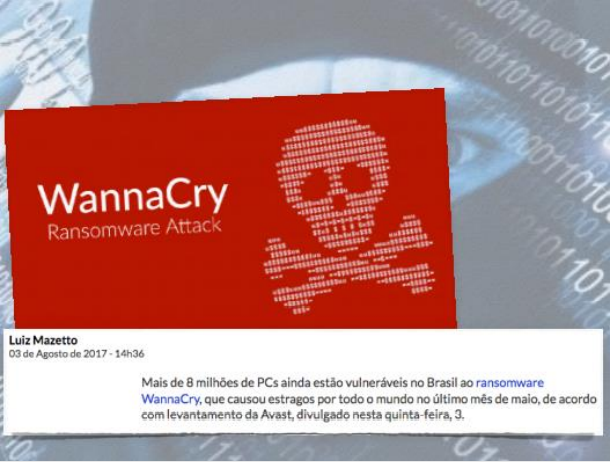 WannaCry
Ransomware Attack
Luiz Mazetto
03 de Agosto de 2017 - 14h36
Mais de 8 milhões de PCs ainda estão vulneráveis no Brasil ao ransomware
WannaCry, que causou estragos por todo o mundo no último mês de maio, de acordo
com levantamento da Avast, divulgado nesta quinta-feira, 3.